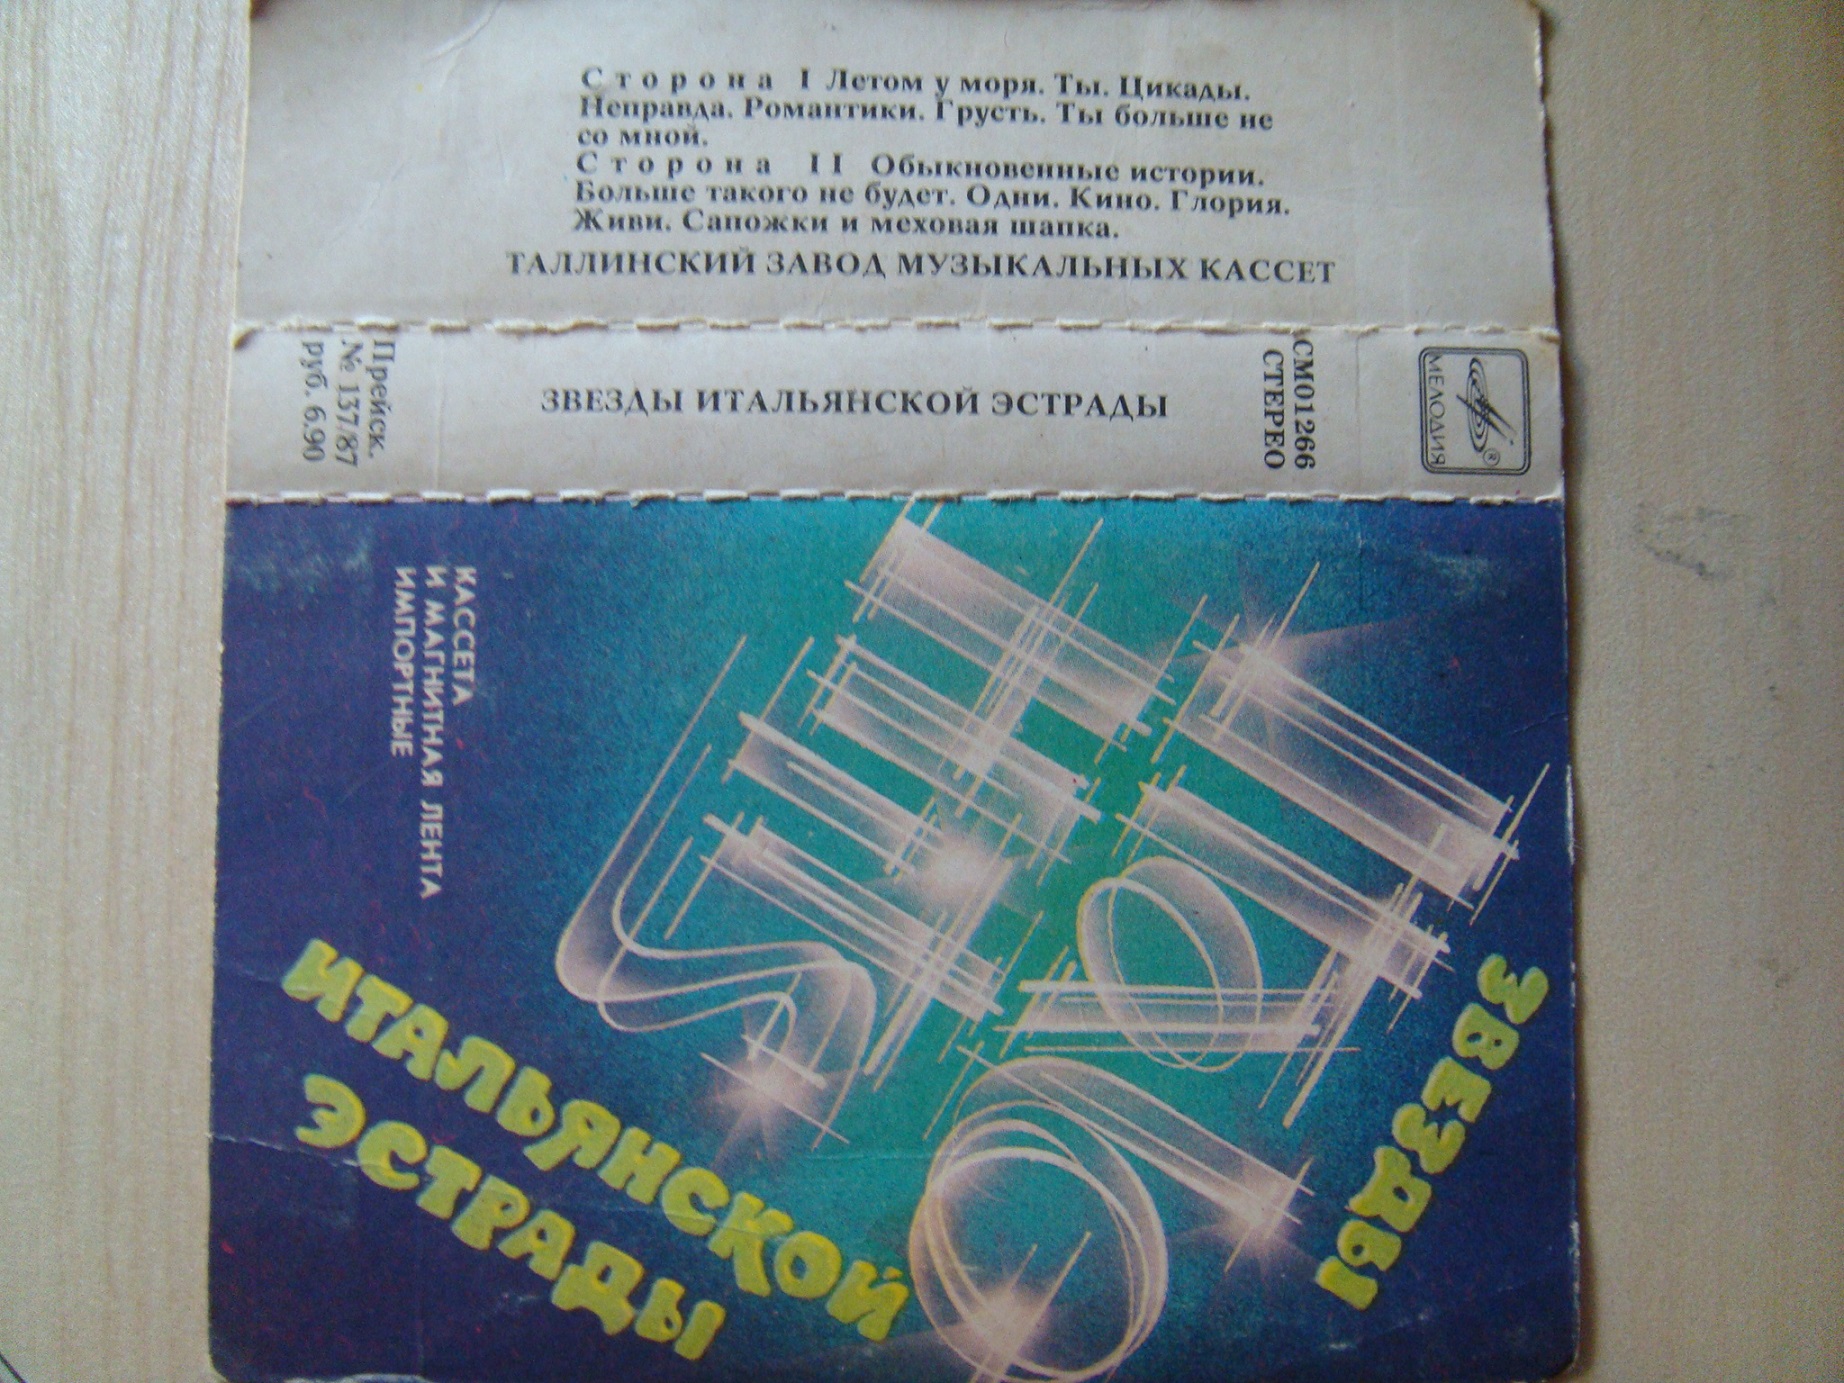 Сторона I Летом у моря. Ты. Цикады.
Неправда. Романтики. Грусть. Ты больше не
со мной.
Сторона II Обыкновенные истории.
Больше такого не будет. Одни. Кино. Глория.
Живи. Сапожки и меховая шапка.
ТАЛЛИНСКИЙ ЗАВОД МУЗЫКАЛЬНЫХ КАССЕТ
Прейск.
№ 137/87
руб. 6.90
ЗВЕЗДЫ ИТАЛЬЯНСКОЙ ЭСТРАДЫ
СМ01266
СТЕРЕО
МЕЛОДИЯ
®
КАССЕТА
И МАГНИТНАЯ ЛЕНТА
ИМПОРТНЫЕ
ЗВЕЗДЫ
ИТАЛЬЯНСКОЙ
ЭСТРАДЫ